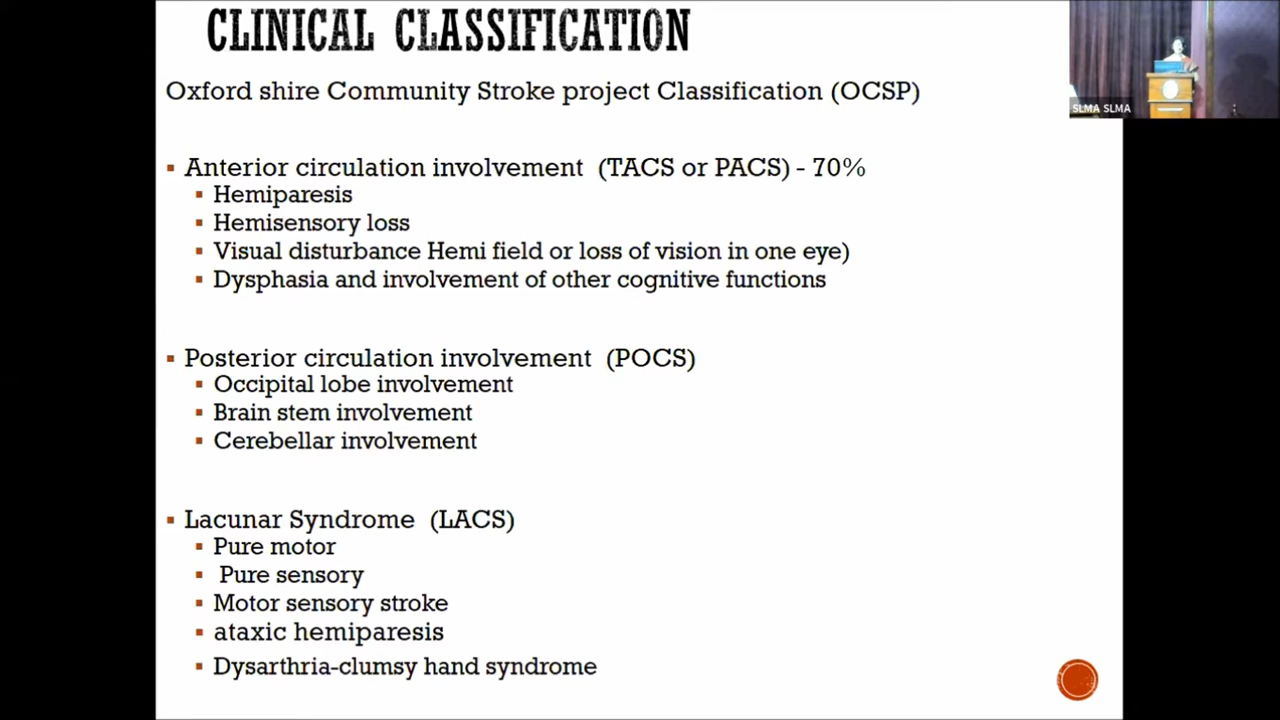 CLINICAL CLASSIFICATION
SLMA SLMA
Oxford shire Community Stroke project Classification (OCSP)
Anterior circulation involvement (TACS or PACS) - 70%
Hemiparesis
Hemisensory loss
Visual disturbance Hemi field or loss of vision in one eye)
Dysphasia and involvement of other cognitive functions
Posterior circulation involvement (POCS)
Occipital lobe involvement
Brain stem involvement
Cerebellar involvement
Lacunar Syndrome (LACS)
Pure motor
Pure sensory
Motor sensory stroke
ataxic hemiparesis
Dysarthria-clumsy hand syndrome